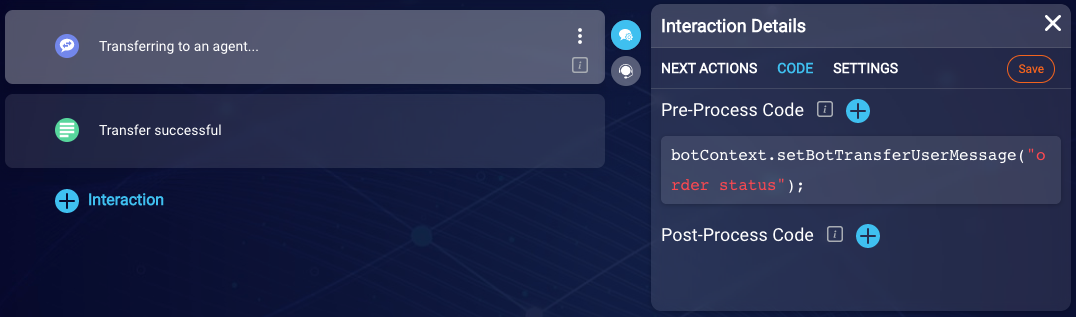 Transferring to an agent...
Transfer successful
Interaction
Interaction Details
NEXT ACTIONS CODE SETTINGS Save
Pre-Process Code i
botContext.setBotTransferUserMessage("o
rder status");
Post-Process Code i